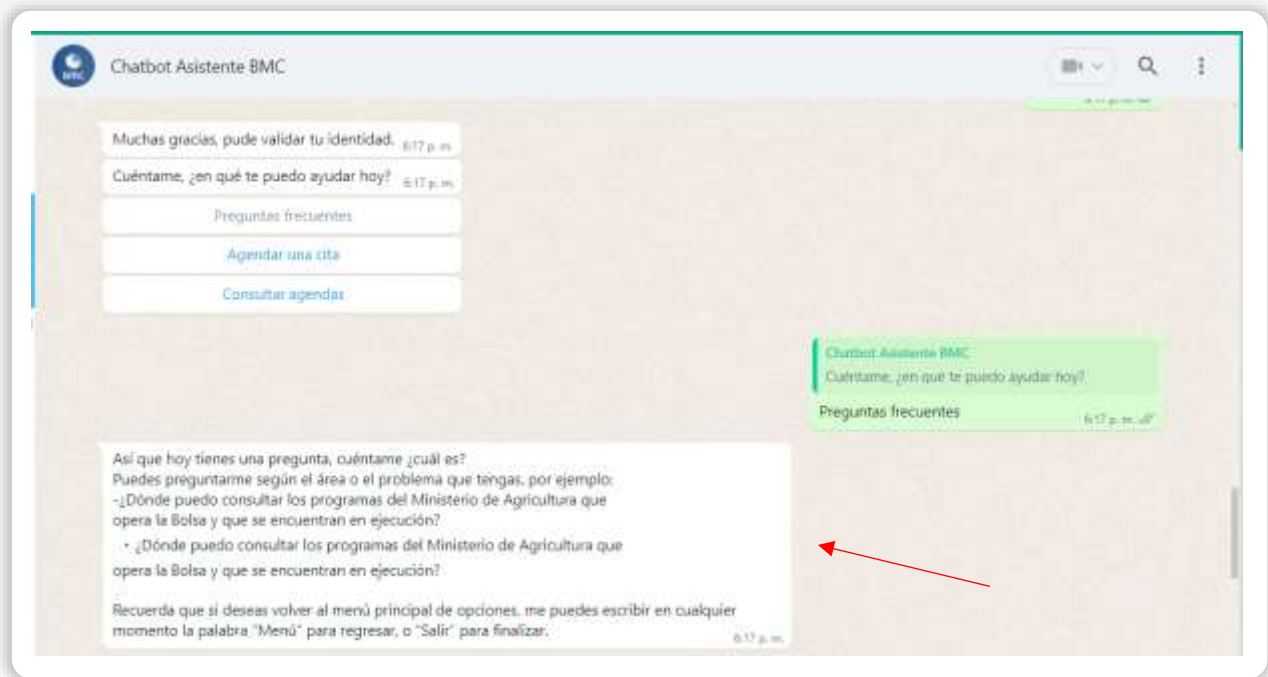 BMC
Chatbot Asistente BMC
Muchas gracias, pude validar tu identidad. 6:17 p. m.
Cuéntame, ¿en qué te puedo ayudar hoy? 6:17 p. m.
Preguntas frecuentes
Agendar una cita
Consultar agendas
Chatbot Asistente BMC
Cuéntame, ¿en qué te puedo ayudar hoy?
Preguntas frecuentes 6:17 p. m.
Así que hoy tienes una pregunta, cuéntame ¿cuál es?
Puedes preguntarme según el área o el problema que tengas, por ejemplo:
-¿Dónde puedo consultar los programas del Ministerio de Agricultura que
opera la Bolsa y que se encuentran en ejecución?
• ¿Dónde puedo consultar los programas del Ministerio de Agricultura que
opera la Bolsa y que se encuentran en ejecución?
Recuerda que si deseas volver al menú principal de opciones, me puedes escribir en cualquier
momento la palabra "Menú" para regresar, o "Salir" para finalizar. 6:17 p. m.